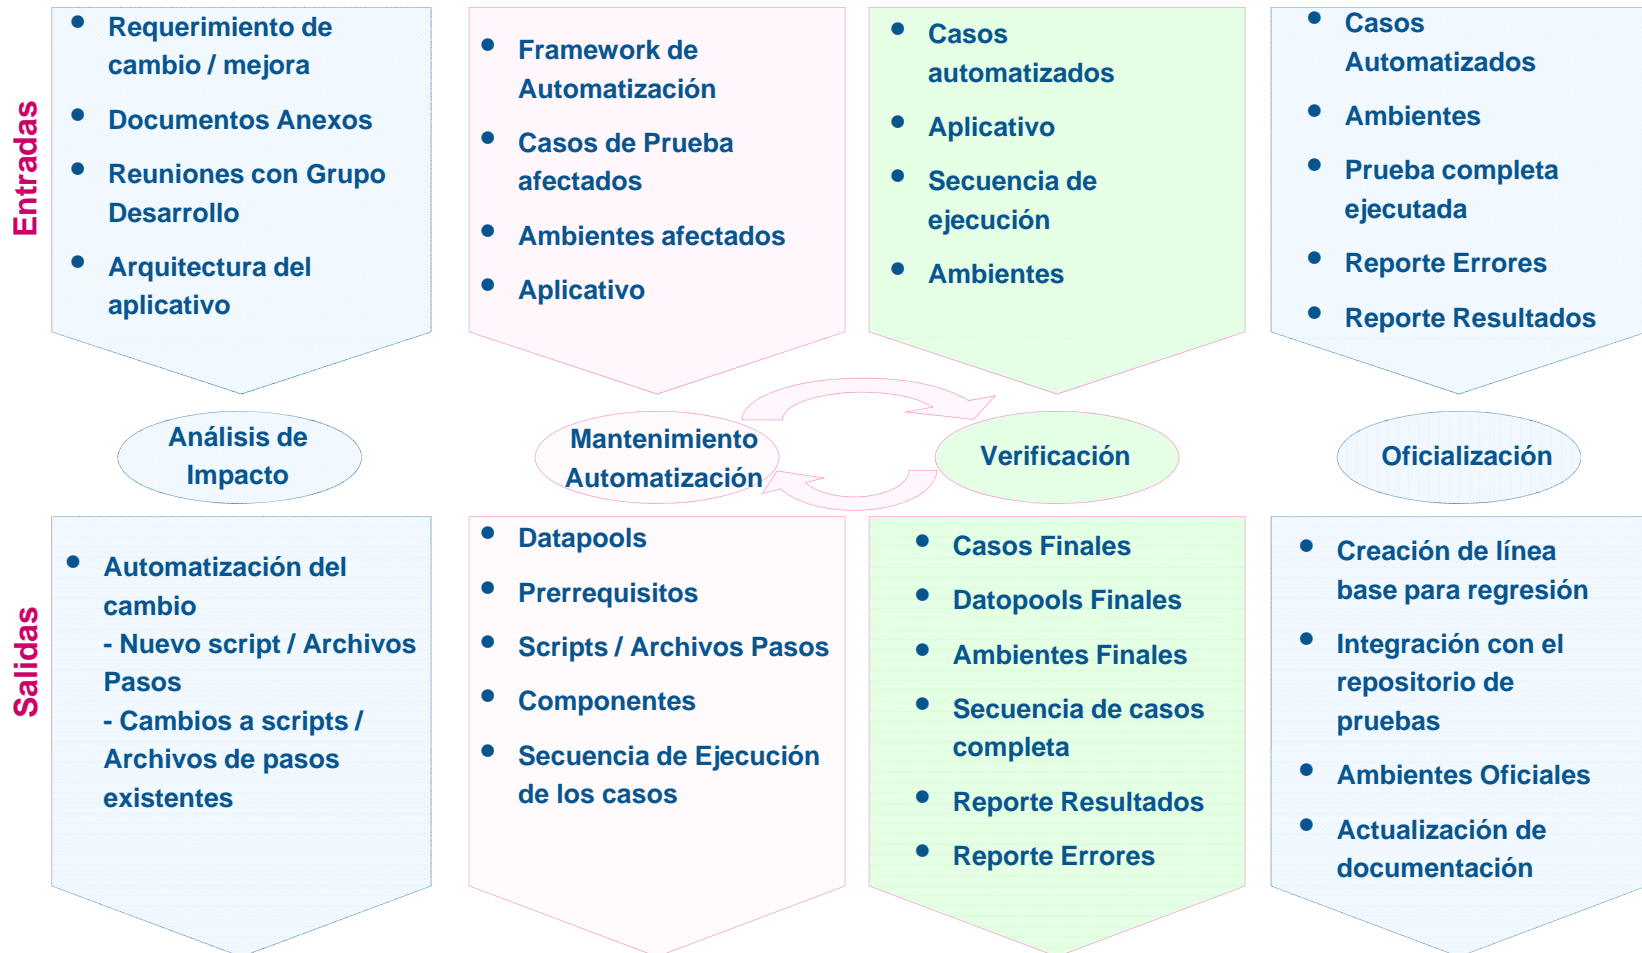 Entradas
Requerimiento de
cambio / mejora
Documentos Anexos
Reuniones con Grupo
Desarrollo
Arquitectura del
aplicativo
Framework de
Automatización
Casos de Prueba
afectados
Ambientes afectados
Aplicativo
Casos
automatizados
Aplicativo
Secuencia de
ejecución
Ambientes
Casos
Automatizados
Ambientes
Prueba completa
ejecutada
Reporte Errores
Reporte Resultados
Análisis de
Impacto
Mantenimiento
Automatización
Verificación
Oficialización
Salidas
Automatización del
cambio
- Nuevo script / Archivos
Pasos
- Cambios a scripts /
Archivos de pasos
existentes
Datapools
Prerrequisitos
Scripts / Archivos Pasos
Componentes
Secuencia de Ejecución
de los casos
Casos Finales
Datopools Finales
Ambientes Finales
Secuencia de casos
completa
Reporte Resultados
Reporte Errores
Creación de línea
base para regresión
Integración con el
repositorio de
pruebas
Ambientes Oficiales
Actualización de
documentación